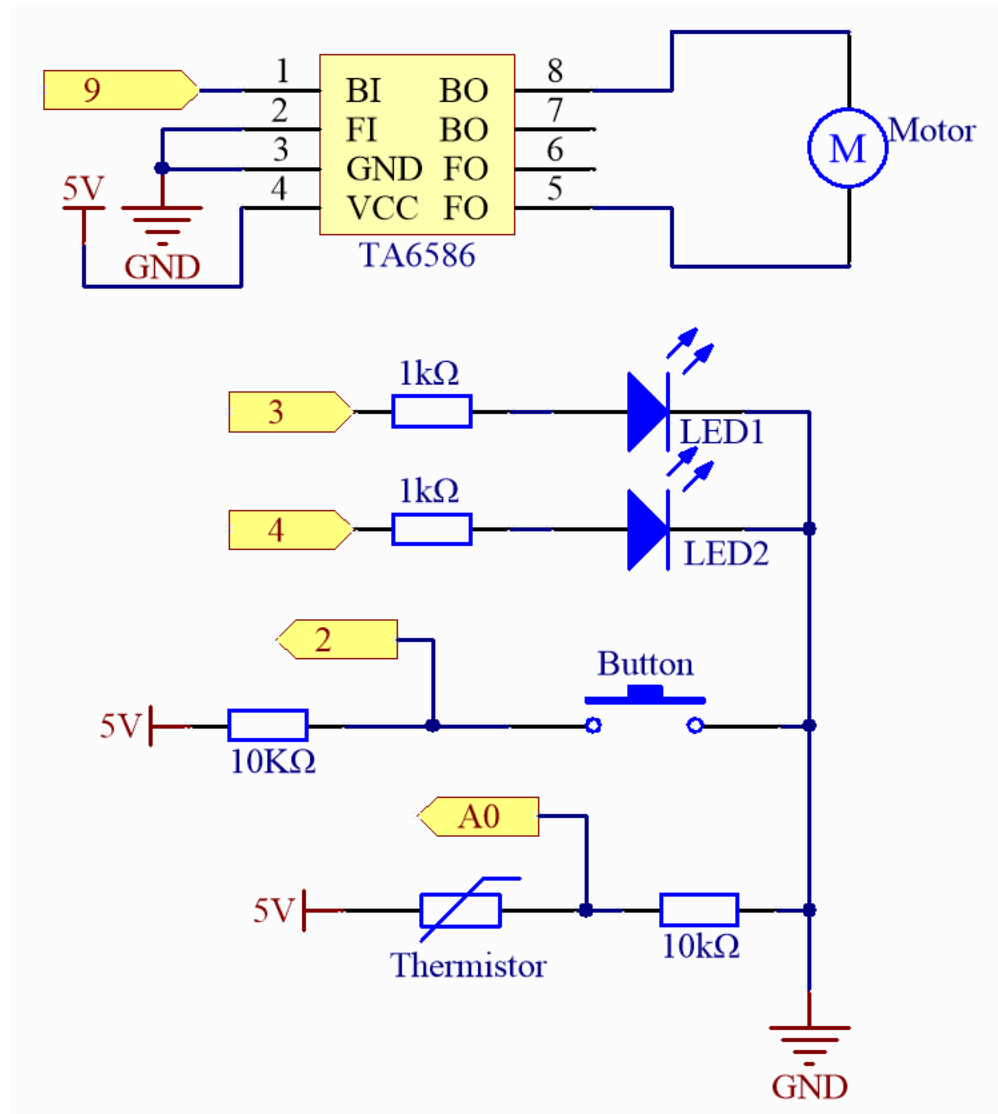 9
1 BI BO 8
2 FI BO 7
3 GND FO 6
4 VCC FO 5
TA6586
5V
GND
M Motor
1kΩ
3
LED1
1kΩ
4
LED2
2
Button
5V
10KΩ
A0
5V
Thermistor
10kΩ
GND